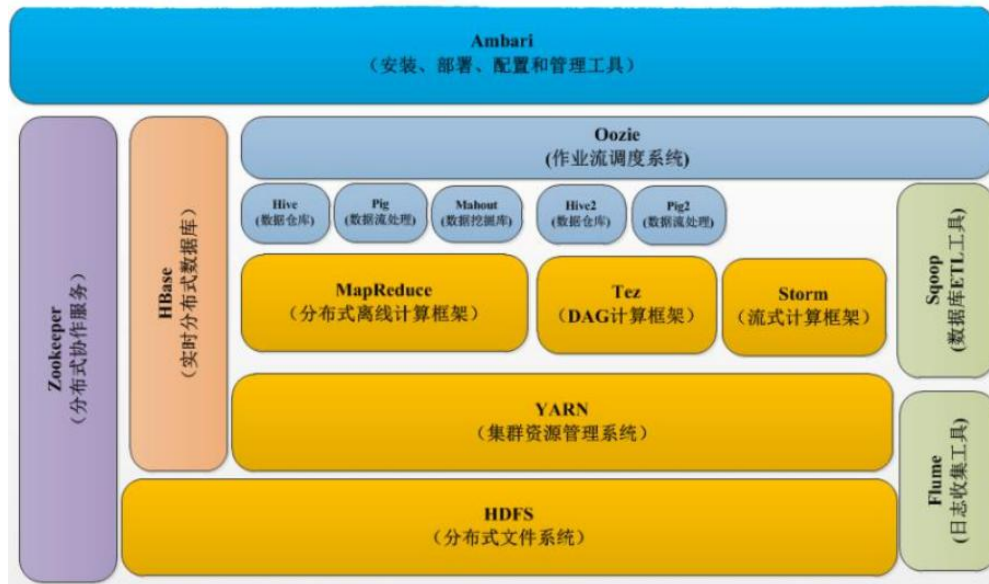 Ambari
（安装、部署、配置和管理工具）
Zookeeper
（分布式协作服务）
HBase
（实时分布式数据库）
Oozie
(作业流调度系统)
Hive
(数据仓库)
Pig
(数据流处理)
Mahout
(数据挖掘库)
Hive2
(数据仓库)
Pig2
(数据流处理)
MapReduce
（分布式离线计算框架）
Tez
（DAG计算框架）
Storm
（流式计算框架）
Sqoop
(数据库ETL工具)
YARN
（集群资源管理系统）
Flume
(日志收集工具)
HDFS
（分布式文件系统）